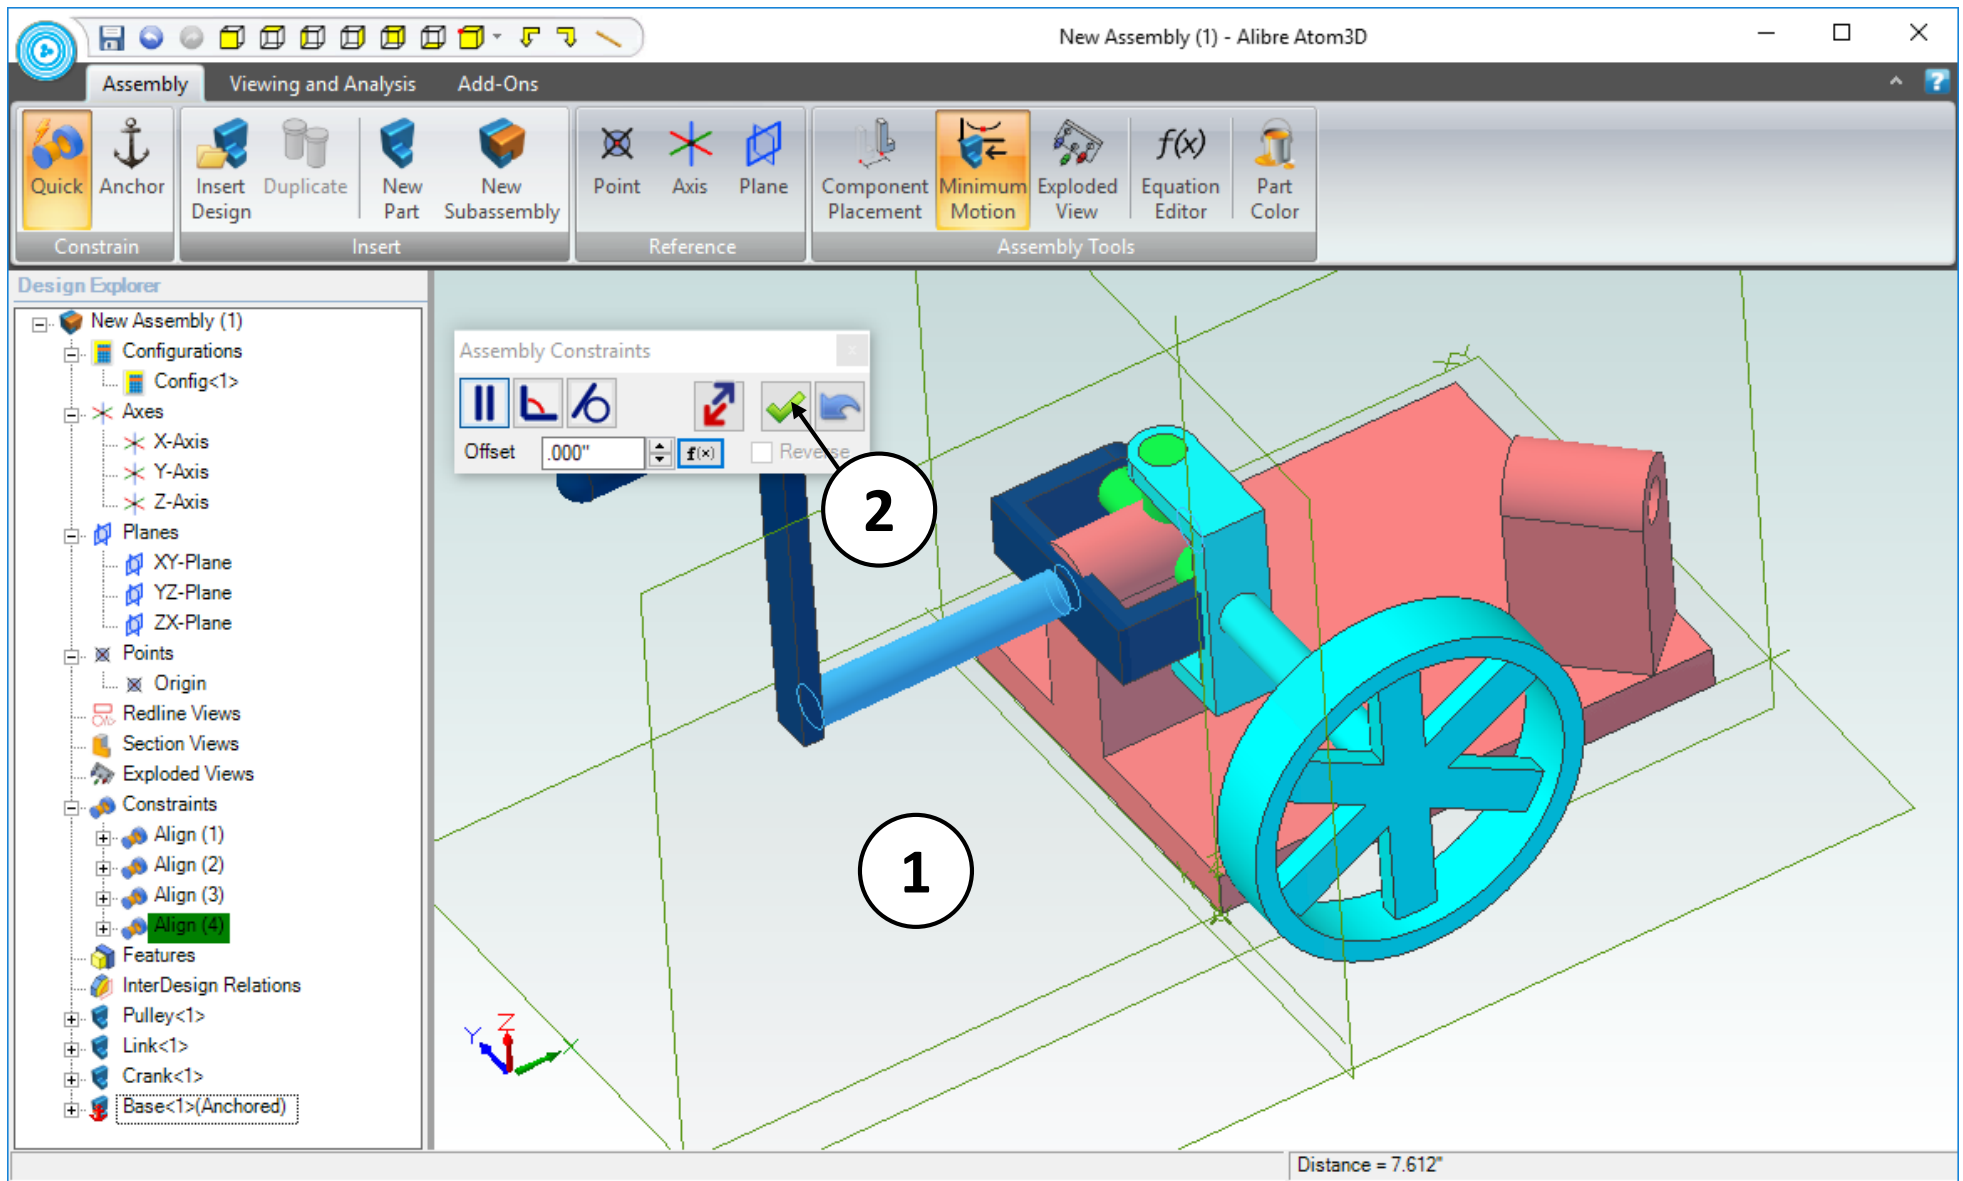 New Assembly (1) - Alibre Atom3D
Assembly
Viewing and Analysis
Add-Ons
?
Quick
Anchor
Insert
Design
Duplicate
New
Part
New
Subassembly
Point
Axis
Plane
Component
Placement
Minimum
Motion
Exploded
View
f(x)
Equation
Editor
Part
Color
Constrain
Insert
Reference
Assembly Tools
Design Explorer
New Assembly (1)
Configurations
Config<1>
Axes
X-Axis
Y-Axis
Z-Axis
Planes
XY-Plane
YZ-Plane
ZX-Plane
Points
Origin
Redline Views
Section Views
Exploded Views
Constraints
Align (1)
Align (2)
Align (3)
Align (4)
Features
InterDesign Relations
Pulley<1>
Link<1>
Crank<1>
Base<1>(Anchored)
Assembly Constraints
x
Offset
.000"
f(x)
Reverse
2
1
Z
Y
Distance = 7.612"